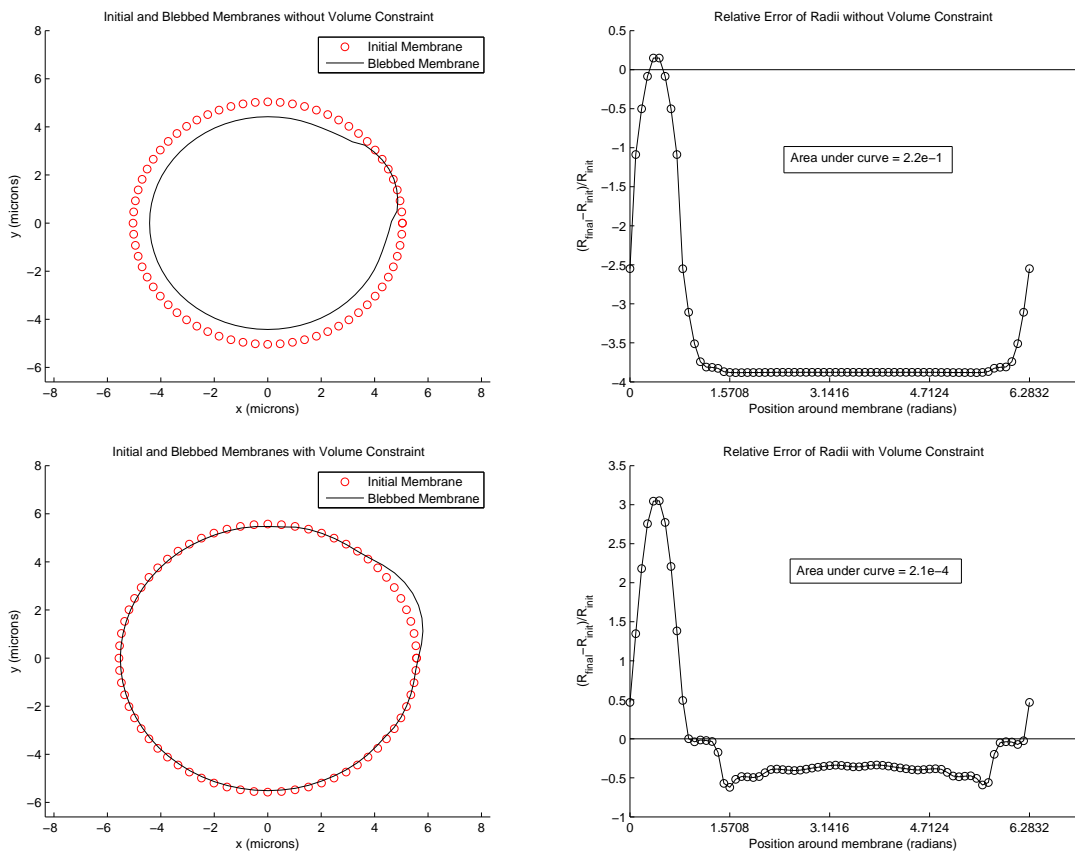 Initial and Blebbed Membranes without Volume Constraint
8
6
4
2
0
−2
−4
−6
y (microns)
Initial Membrane
Blebbed Membrane
−8 −6 −4 −2 0 2 4 6 8
x (microns)
Relative Error of Radii without Volume Constraint
0.5
0
−0.5
−1
−1.5
−2
−2.5
−3
−3.5
−4
(R_final−R_init)/R_init
Area under curve = 2.2e−1
0 1.5708 3.1416 4.7124 6.2832
Position around membrane (radians)
Initial and Blebbed Membranes with Volume Constraint
8
6
4
2
0
−2
−4
−6
y (microns)
Initial Membrane
Blebbed Membrane
−8 −6 −4 −2 0 2 4 6 8
x (microns)
Relative Error of Radii with Volume Constraint
3.5
3
2.5
2
1.5
1
0.5
0
−0.5
−1
(R_final−R_init)/R_init
Area under curve = 2.1e−4
0 1.5708 3.1416 4.7124 6.2832
Position around membrane (radians)